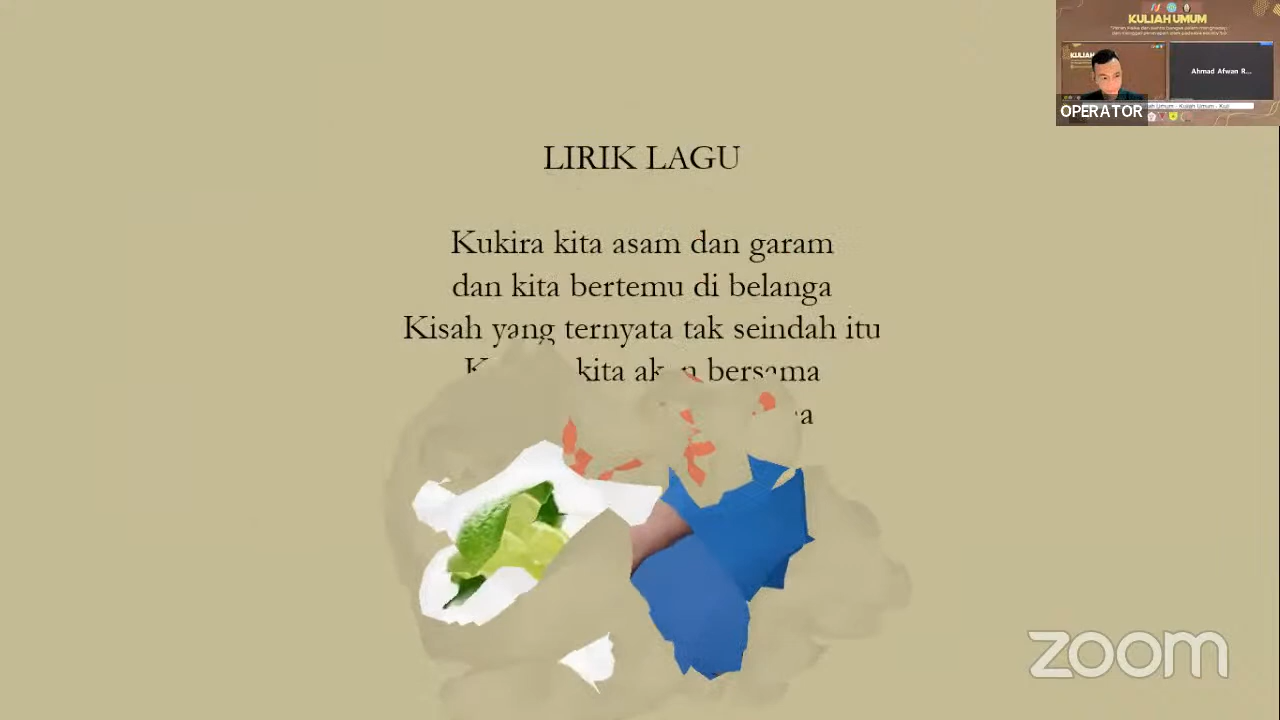 KULIAH UMUM
KULIAH
Ahmad Afwan R...
OPERATOR
LIRIK LAGU
Kukira kita asam dan garam
dan kita bertemu di belanga
Kisah yang ternyata tak seindah itu
kita bersama
zoom